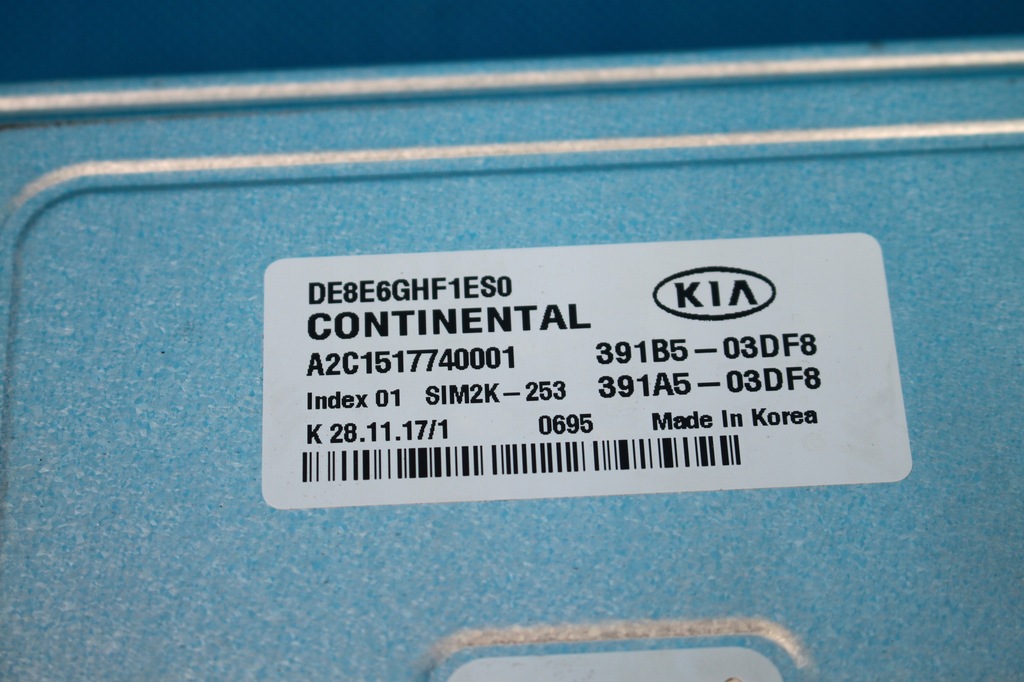 DE8E6GHF1ES0
KIA
CONTINENTAL
A2C1517740001 391B5-03DF8
Index 01 SIM2K-253 391A5-03DF8
K 28.11.17/1 0695 Made In Korea